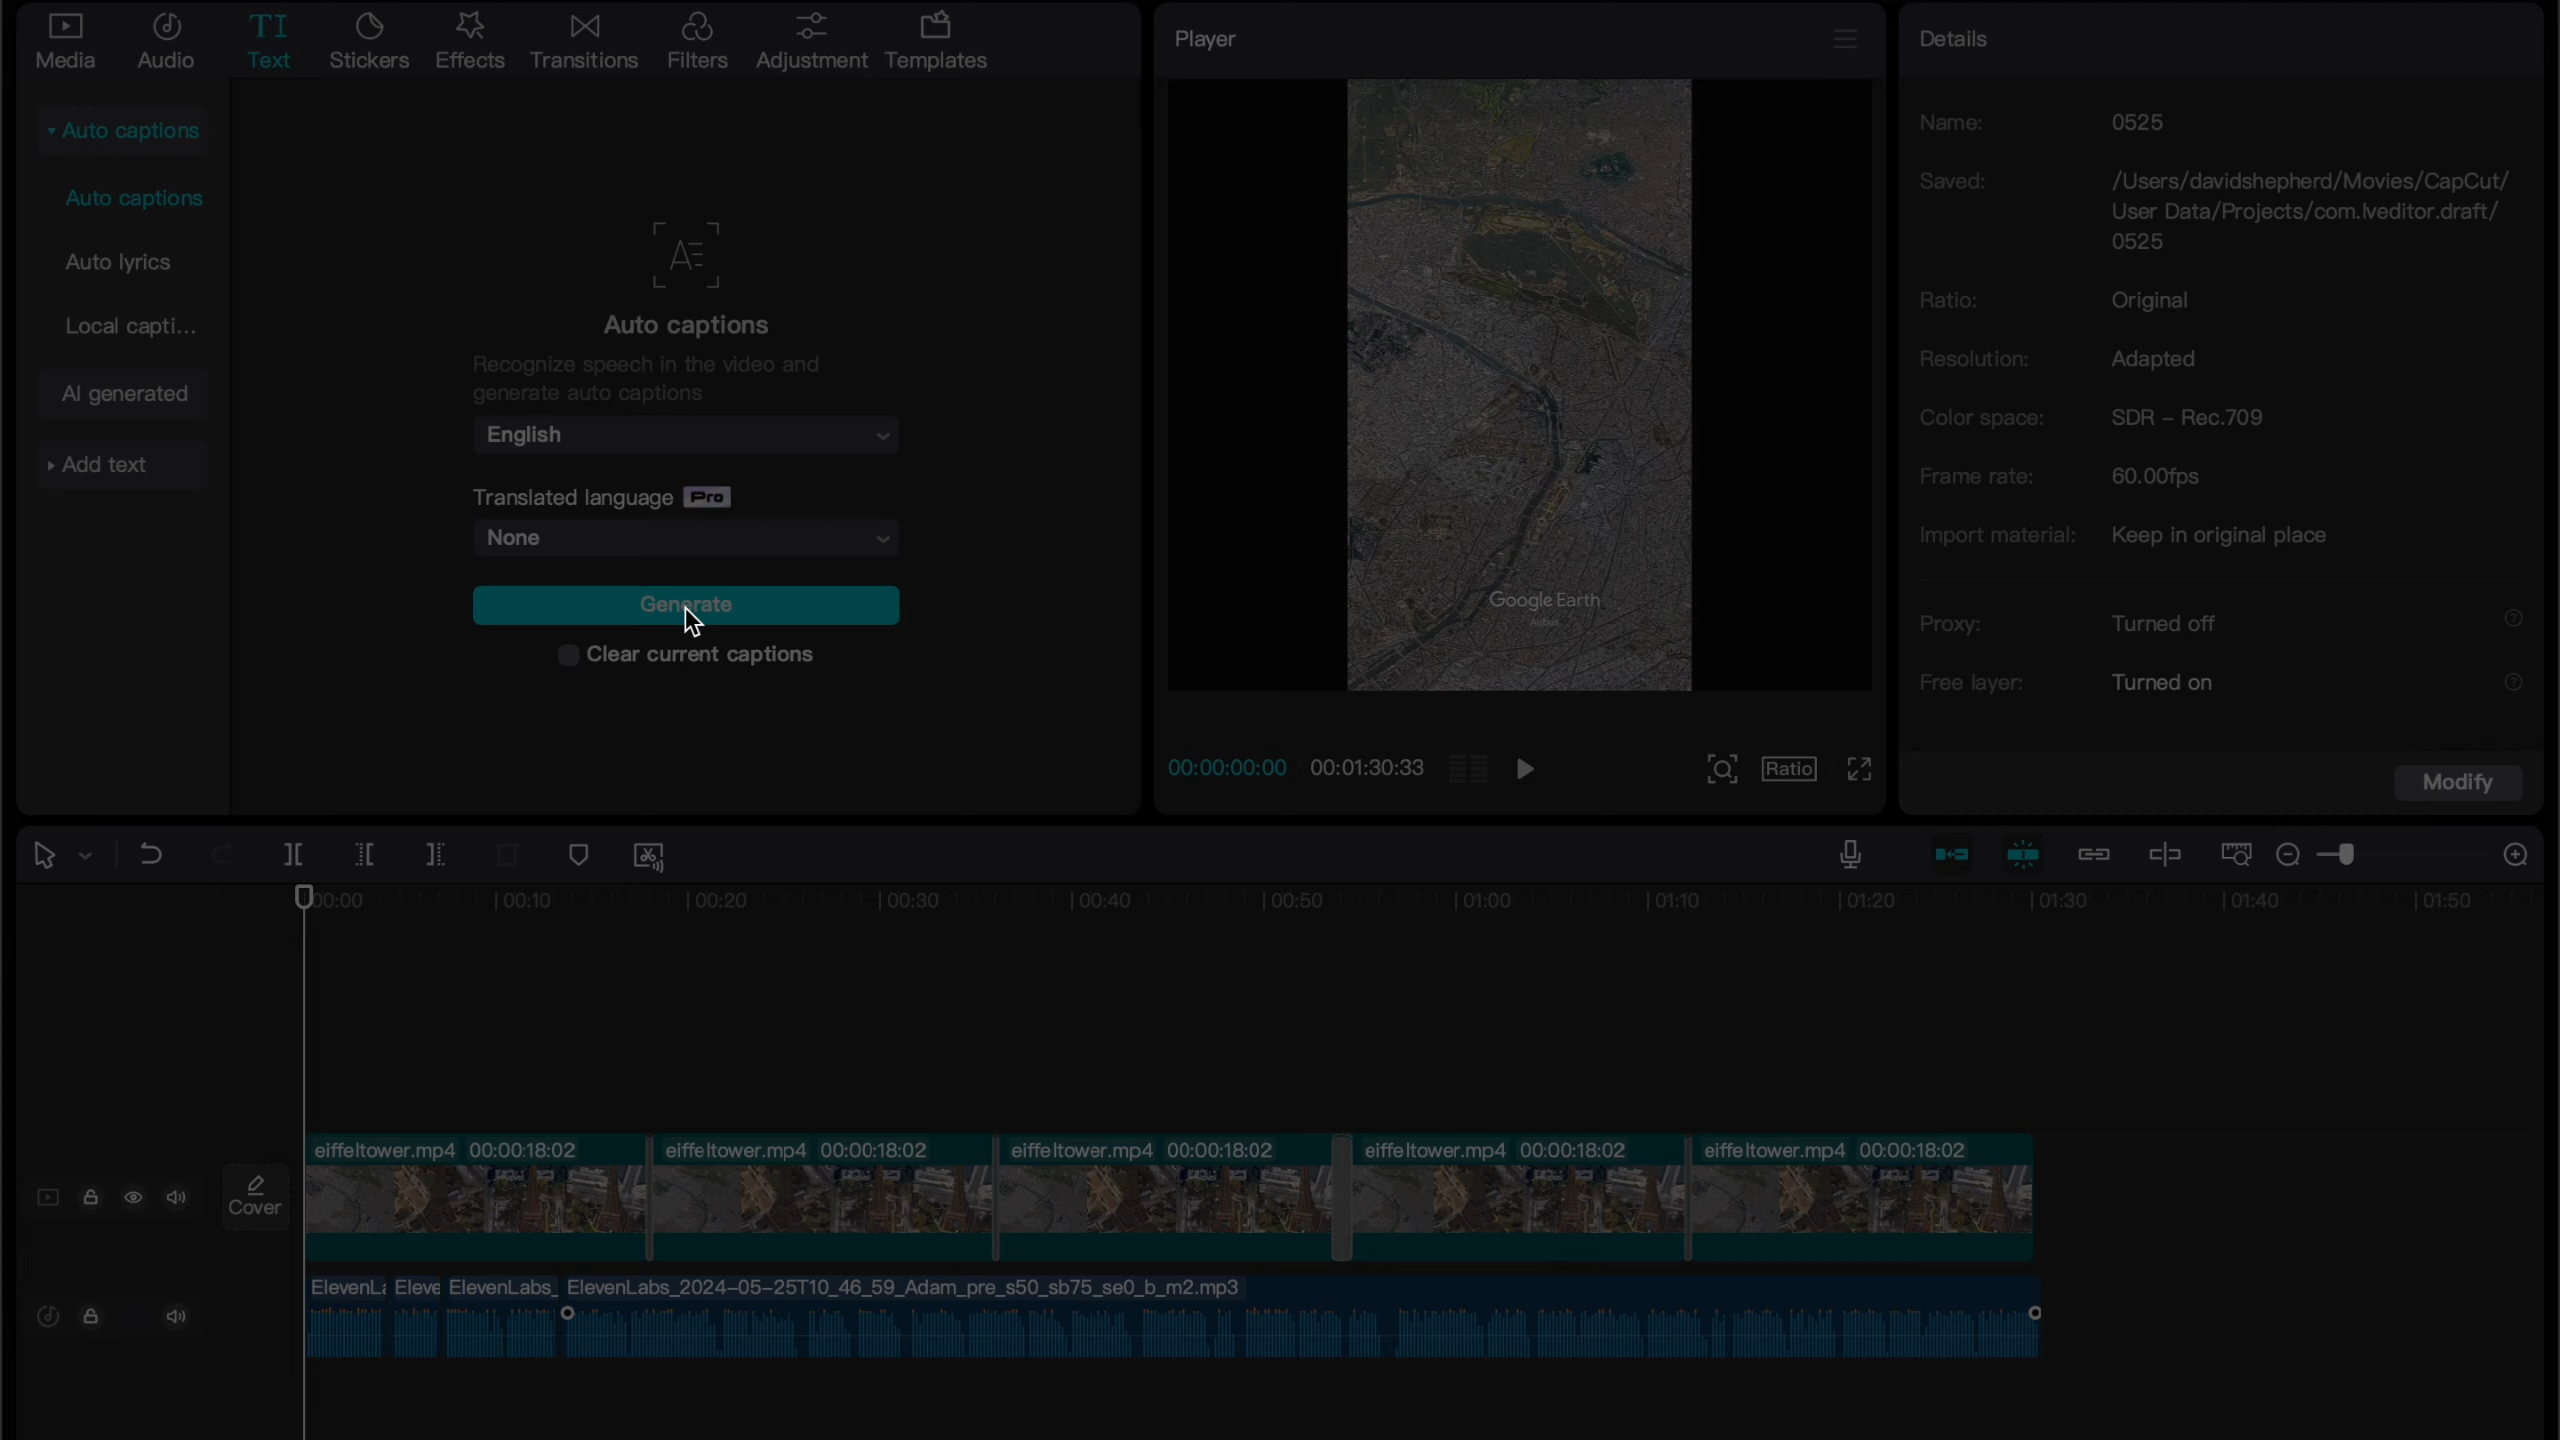 Media
Audio
TI
Text
Stickers
Effects
Transitions
Filters
Adjustment
Templates
Auto captions
Auto captions
Auto lyrics
Local capti...
AI generated
Add text
Auto captions
Recognize speech in the video and
generate auto captions
English
Translated language Pro
None
Generate
Clear current captions
Player
Google Earth
Airbus
00:00:00:00 00:01:30:33
Ratio
Details
Name: 0525
Saved: /Users/davidshepherd/Movies/CapCut/
User Data/Projects/com.lveditor.draft/
0525
Ratio: Original
Resolution: Adapted
Color space: SDR – Rec.709
Frame rate: 60.00fps
Import material: Keep in original place
Proxy: Turned off
Free layer: Turned on
Modify
00:00 00:10 00:20 00:30 00:40 00:50 01:00 01:10 01:20 01:30 01:40 01:50
eiffeltower.mp4 00:00:18:02 eiffeltower.mp4 00:00:18:02 eiffeltower.mp4 00:00:18:02 eiffeltower.mp4 00:00:18:02 eiffeltower.mp4 00:00:18:02
Cover
ElevenLa Eleve ElevenLabs_ ElevenLabs_2024–05–25T10_46_59_Adam_pre_s50_sb75_se0_b_m2.mp3